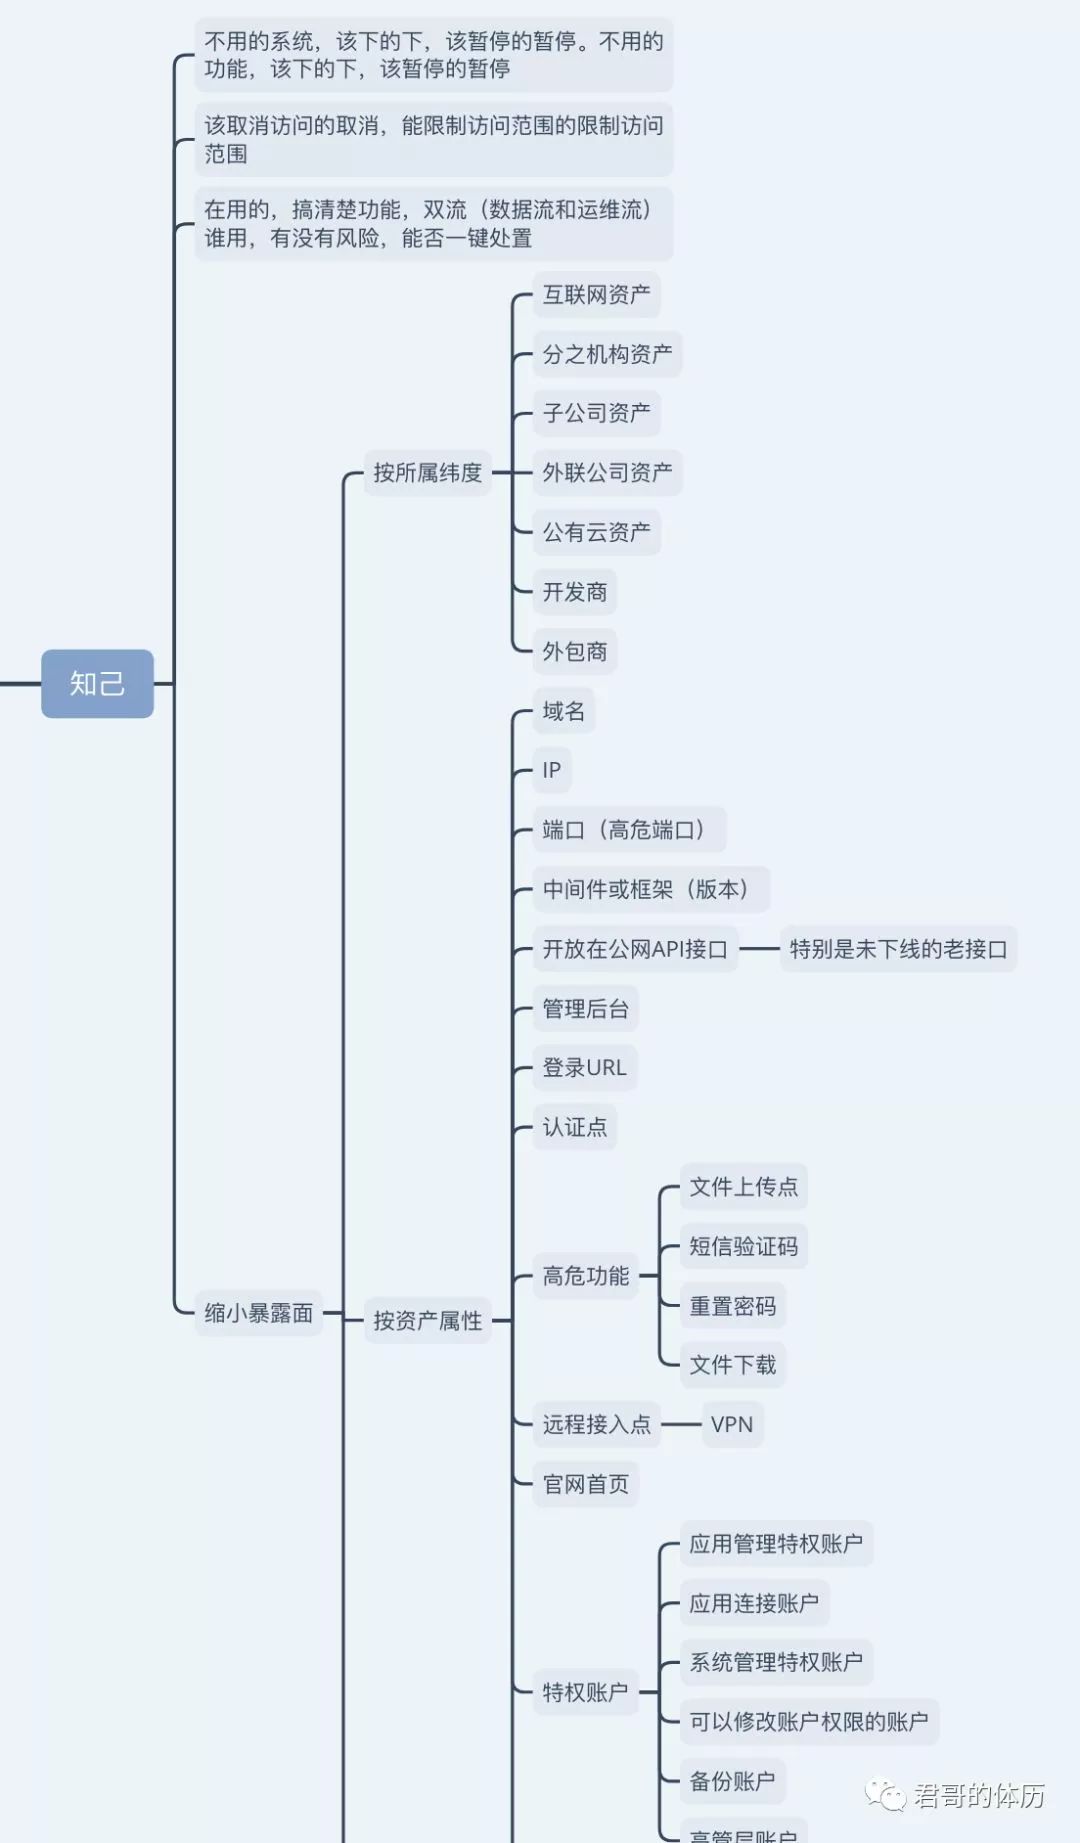 不用的系统，该下的下，该暂停的暂停。不用的
功能，该下的下，该暂停的暂停
该取消访问的取消，能限制访问范围的限制访问
范围
在用的，搞清楚功能，双流（数据流和运维流）
谁用，有没有风险，能否一键处置
互联网资产
分之机构资产
子公司资产
按所属纬度
外联公司资产
公有云资产
开发商
外包商
知己
域名
IP
端口（高危端口）
中间件或框架（版本）
开放在公网API接口
特别是未下线的老接口
管理后台
登录URL
认证点
文件上传点
短信验证码
高危功能
重置密码
文件下载
缩小暴露面
按资产属性
远程接入点
VPN
官网首页
应用管理特权账户
应用连接账户
系统管理特权账户
特权账户
可以修改账户权限的账户
备份账户
高管层账户
君哥的体历